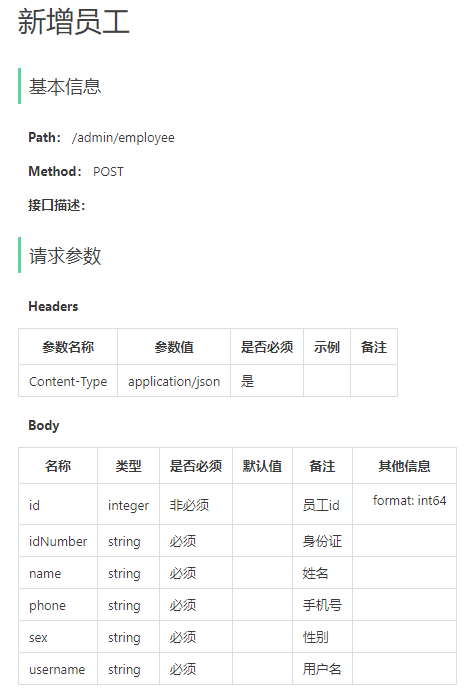 新增员工
基本信息
Path： /admin/employee
Method： POST
接口描述：
请求参数
Headers
参数名称 参数值 是否必须 示例 备注
Content-Type application/json 是
Body
名称 类型 是否必须 默认值 备注 其他信息
id integer 非必须 员工id format: int64
idNumber string 必须 身份证
name string 必须 姓名
phone string 必须 手机号
sex string 必须 性别
username string 必须 用户名